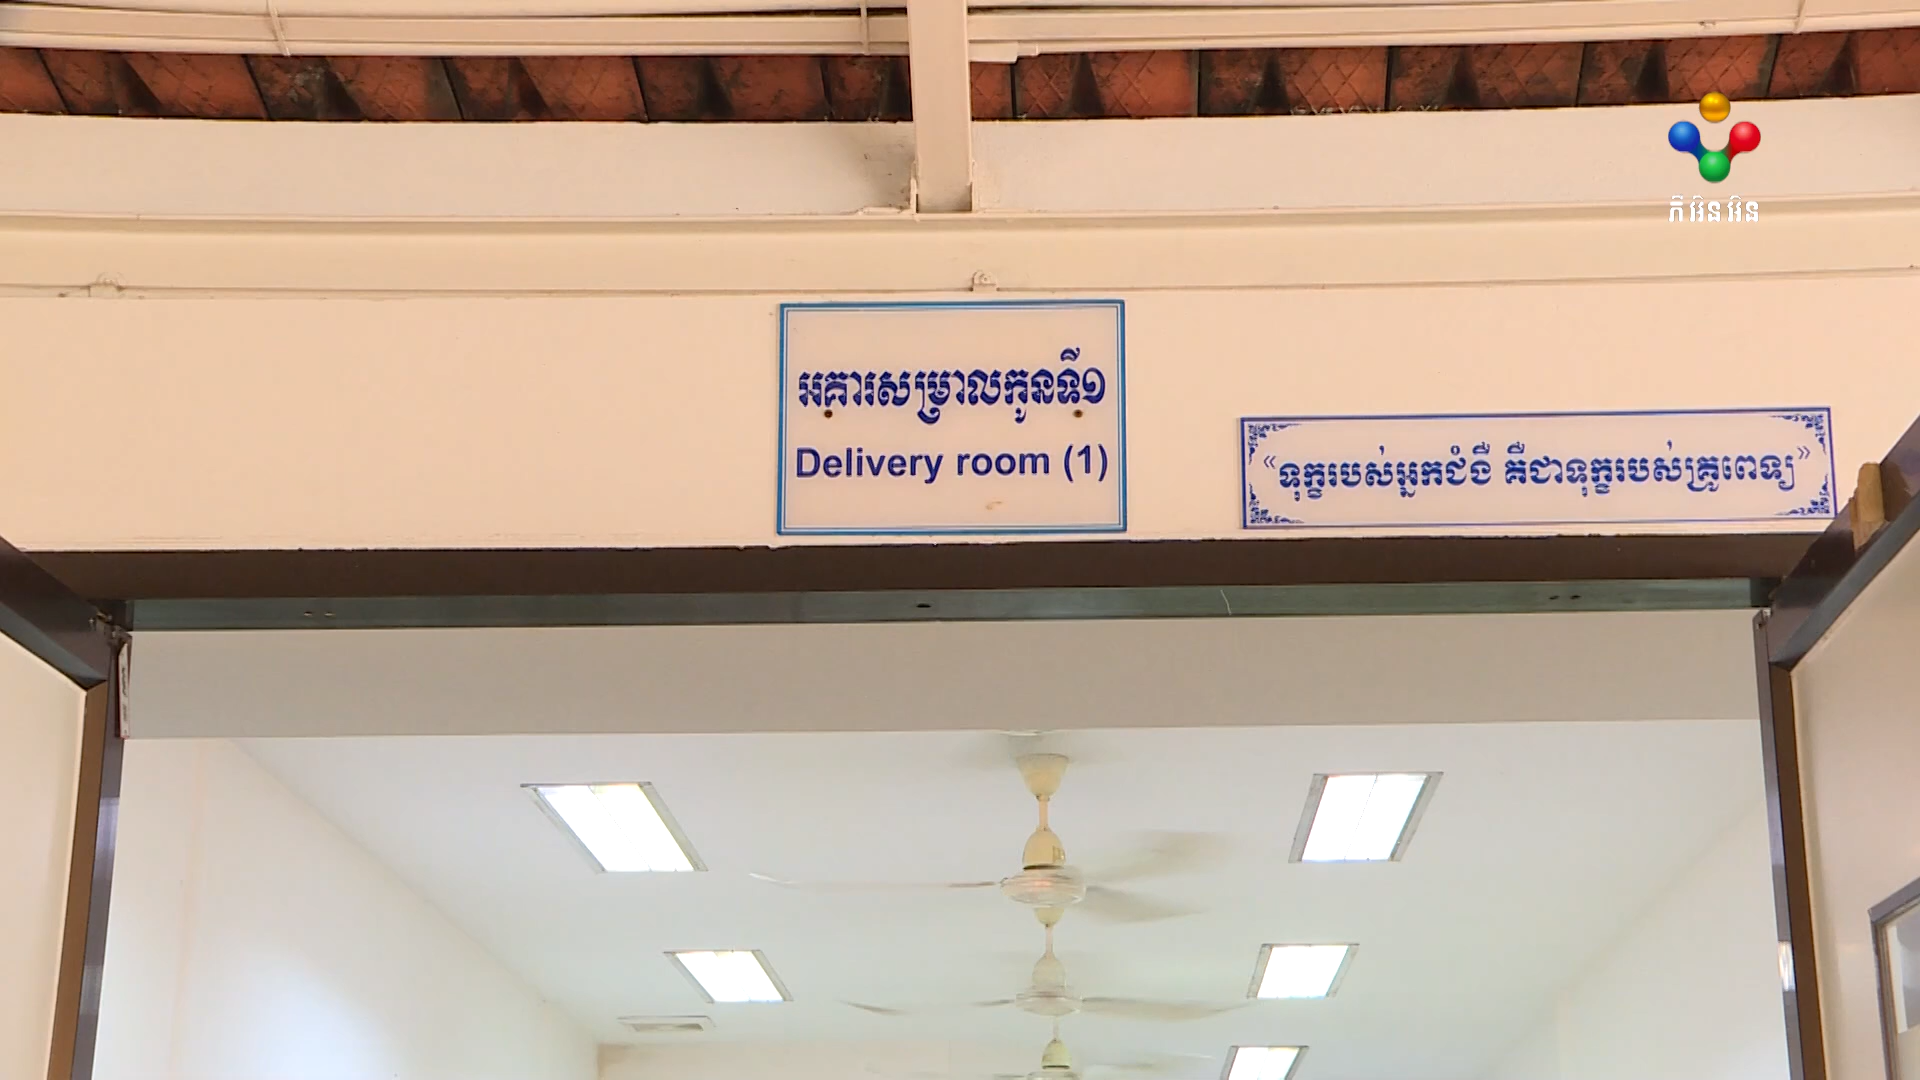 ភីអ៊ិនអ៊ិន
អគារសម្រាលកូនទី១
Delivery room (1)
«ទុក្ខរបស់អ្នកជំងឺ គឺជាទុក្ខរបស់គ្រូពេទ្យ»